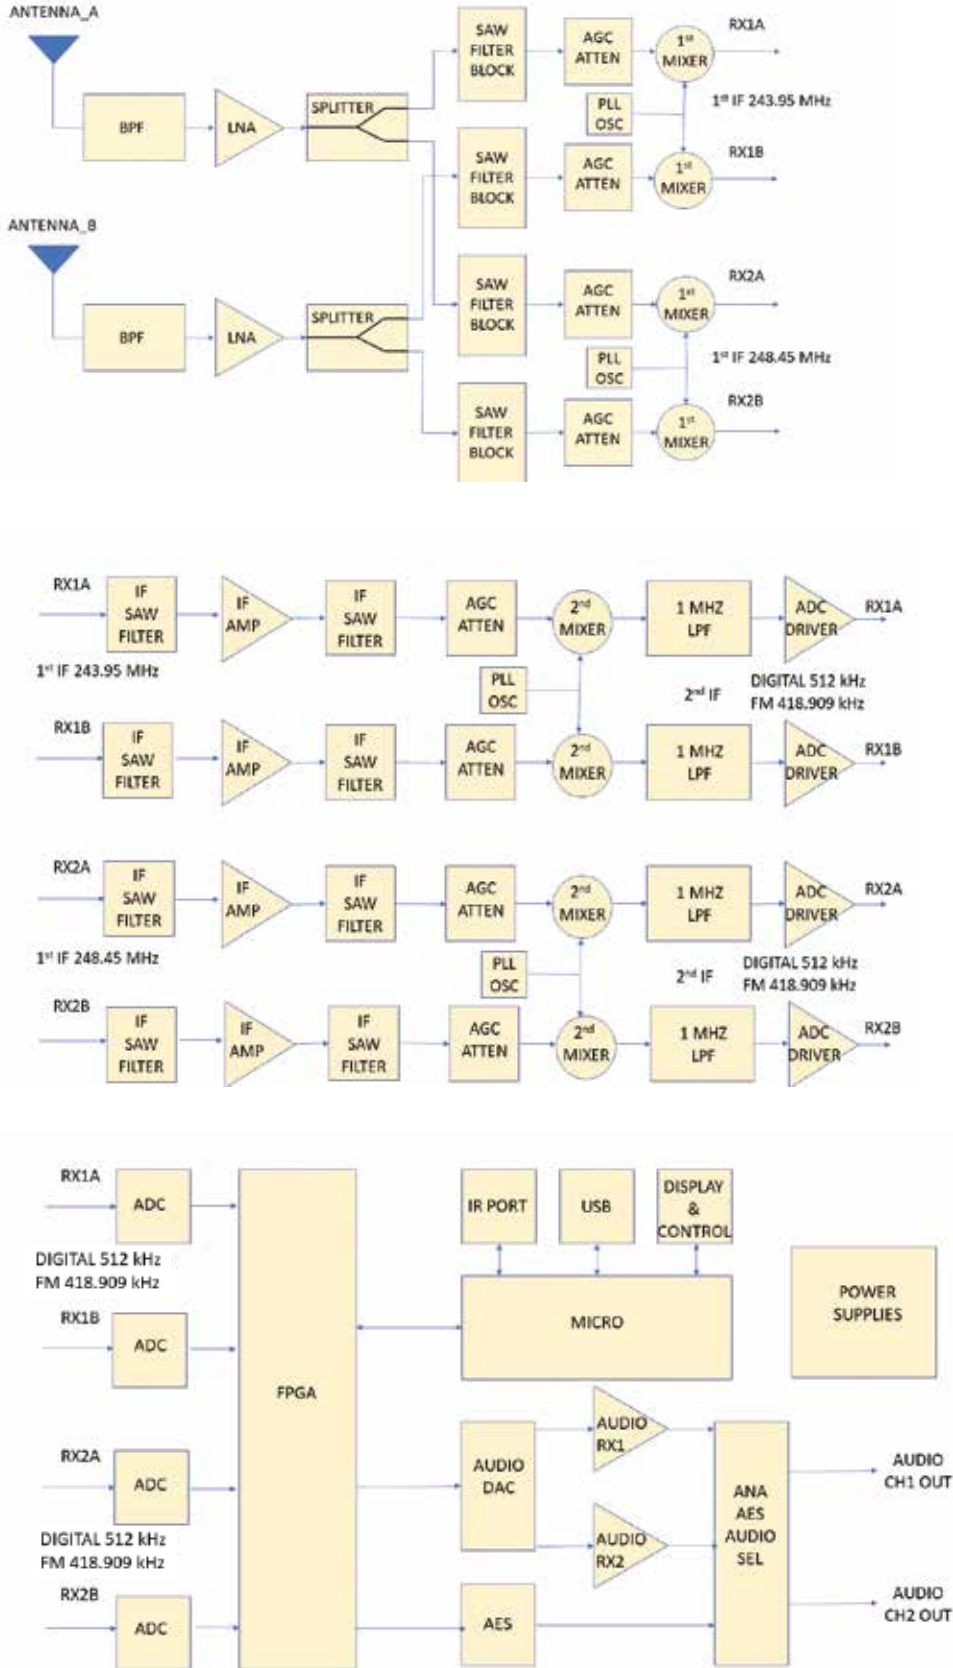 ANTENNA_A
BPF
LNA
SPLITTER
SAW
FILTER
BLOCK
AGC
ATTEN
1st
MIXER
RX1A
PLL
OSC
1st IF 243.95 MHz
SAW
FILTER
BLOCK
AGC
ATTEN
1st
MIXER
RX1B
ANTENNA_B
BPF
LNA
SPLITTER
SAW
FILTER
BLOCK
AGC
ATTEN
1st
MIXER
RX2A
PLL
OSC
1st IF 248.45 MHz
SAW
FILTER
BLOCK
AGC
ATTEN
1st
MIXER
RX2B
RX1A
IF
SAW
FILTER
IF
AMP
IF
SAW
FILTER
AGC
ATTEN
2nd
MIXER
1 MHZ
LPF
ADC
DRIVER
RX1A
1st IF 243.95 MHz
PLL
OSC
2nd IF
DIGITAL 512 kHz
FM 418.909 kHz
RX1B
IF
SAW
FILTER
IF
AMP
IF
SAW
FILTER
AGC
ATTEN
2nd
MIXER
1 MHZ
LPF
ADC
DRIVER
RX1B
RX2A
IF
SAW
FILTER
IF
AMP
IF
SAW
FILTER
AGC
ATTEN
2nd
MIXER
1 MHZ
LPF
ADC
DRIVER
RX2A
1st IF 248.45 MHz
PLL
OSC
2nd IF
DIGITAL 512 kHz
FM 418.909 kHz
RX2B
IF
SAW
FILTER
IF
AMP
IF
SAW
FILTER
AGC
ATTEN
2nd
MIXER
1 MHZ
LPF
ADC
DRIVER
RX2B
RX1A
ADC
DIGITAL 512 kHz
FM 418.909 kHz
RX1B
ADC
RX2A
ADC
DIGITAL 512 kHz
FM 418.909 kHz
RX2B
ADC
FPGA
IR PORT
USB
DISPLAY
&
CONTROL
MICRO
POWER
SUPPLIES
AUDIO
DAC
AUDIO
RX1
AUDIO
RX2
AES
ANA
AES
AUDIO
SEL
AUDIO
CH1 OUT
AUDIO
CH2 OUT